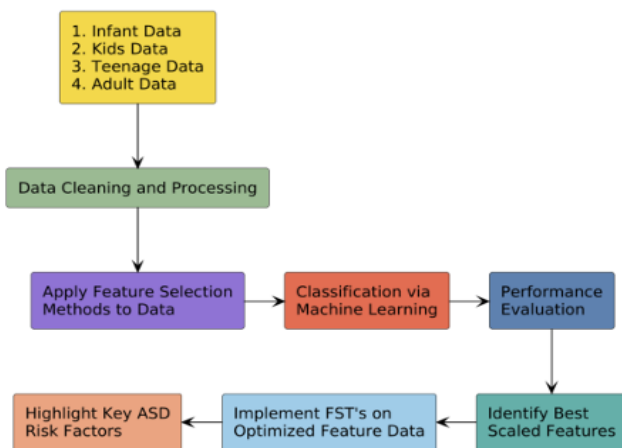 1. Infant Data
2. Kids Data
3. Teenage Data
4. Adult Data
Data Cleaning and Processing
Apply Feature Selection
Methods to Data
Classification via
Machine Learning
Performance
Evaluation
Identify Best
Scaled Features
Implement FST's on
Optimized Feature Data
Highlight Key ASD
Risk Factors